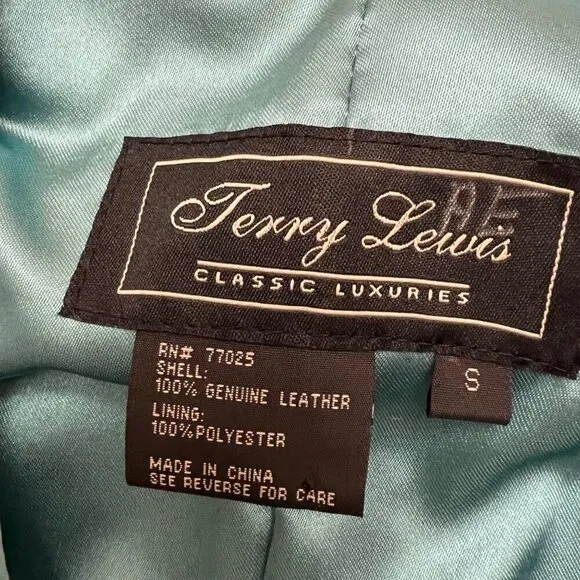 AE
Terry Lewis
CLASSIC LUXURIES
RN# 77025
SHELL:
100% GENUINE LEATHER
LINING:
100%POLYESTER
MADE IN CHINA
SEE REVERSE FOR CARE
S